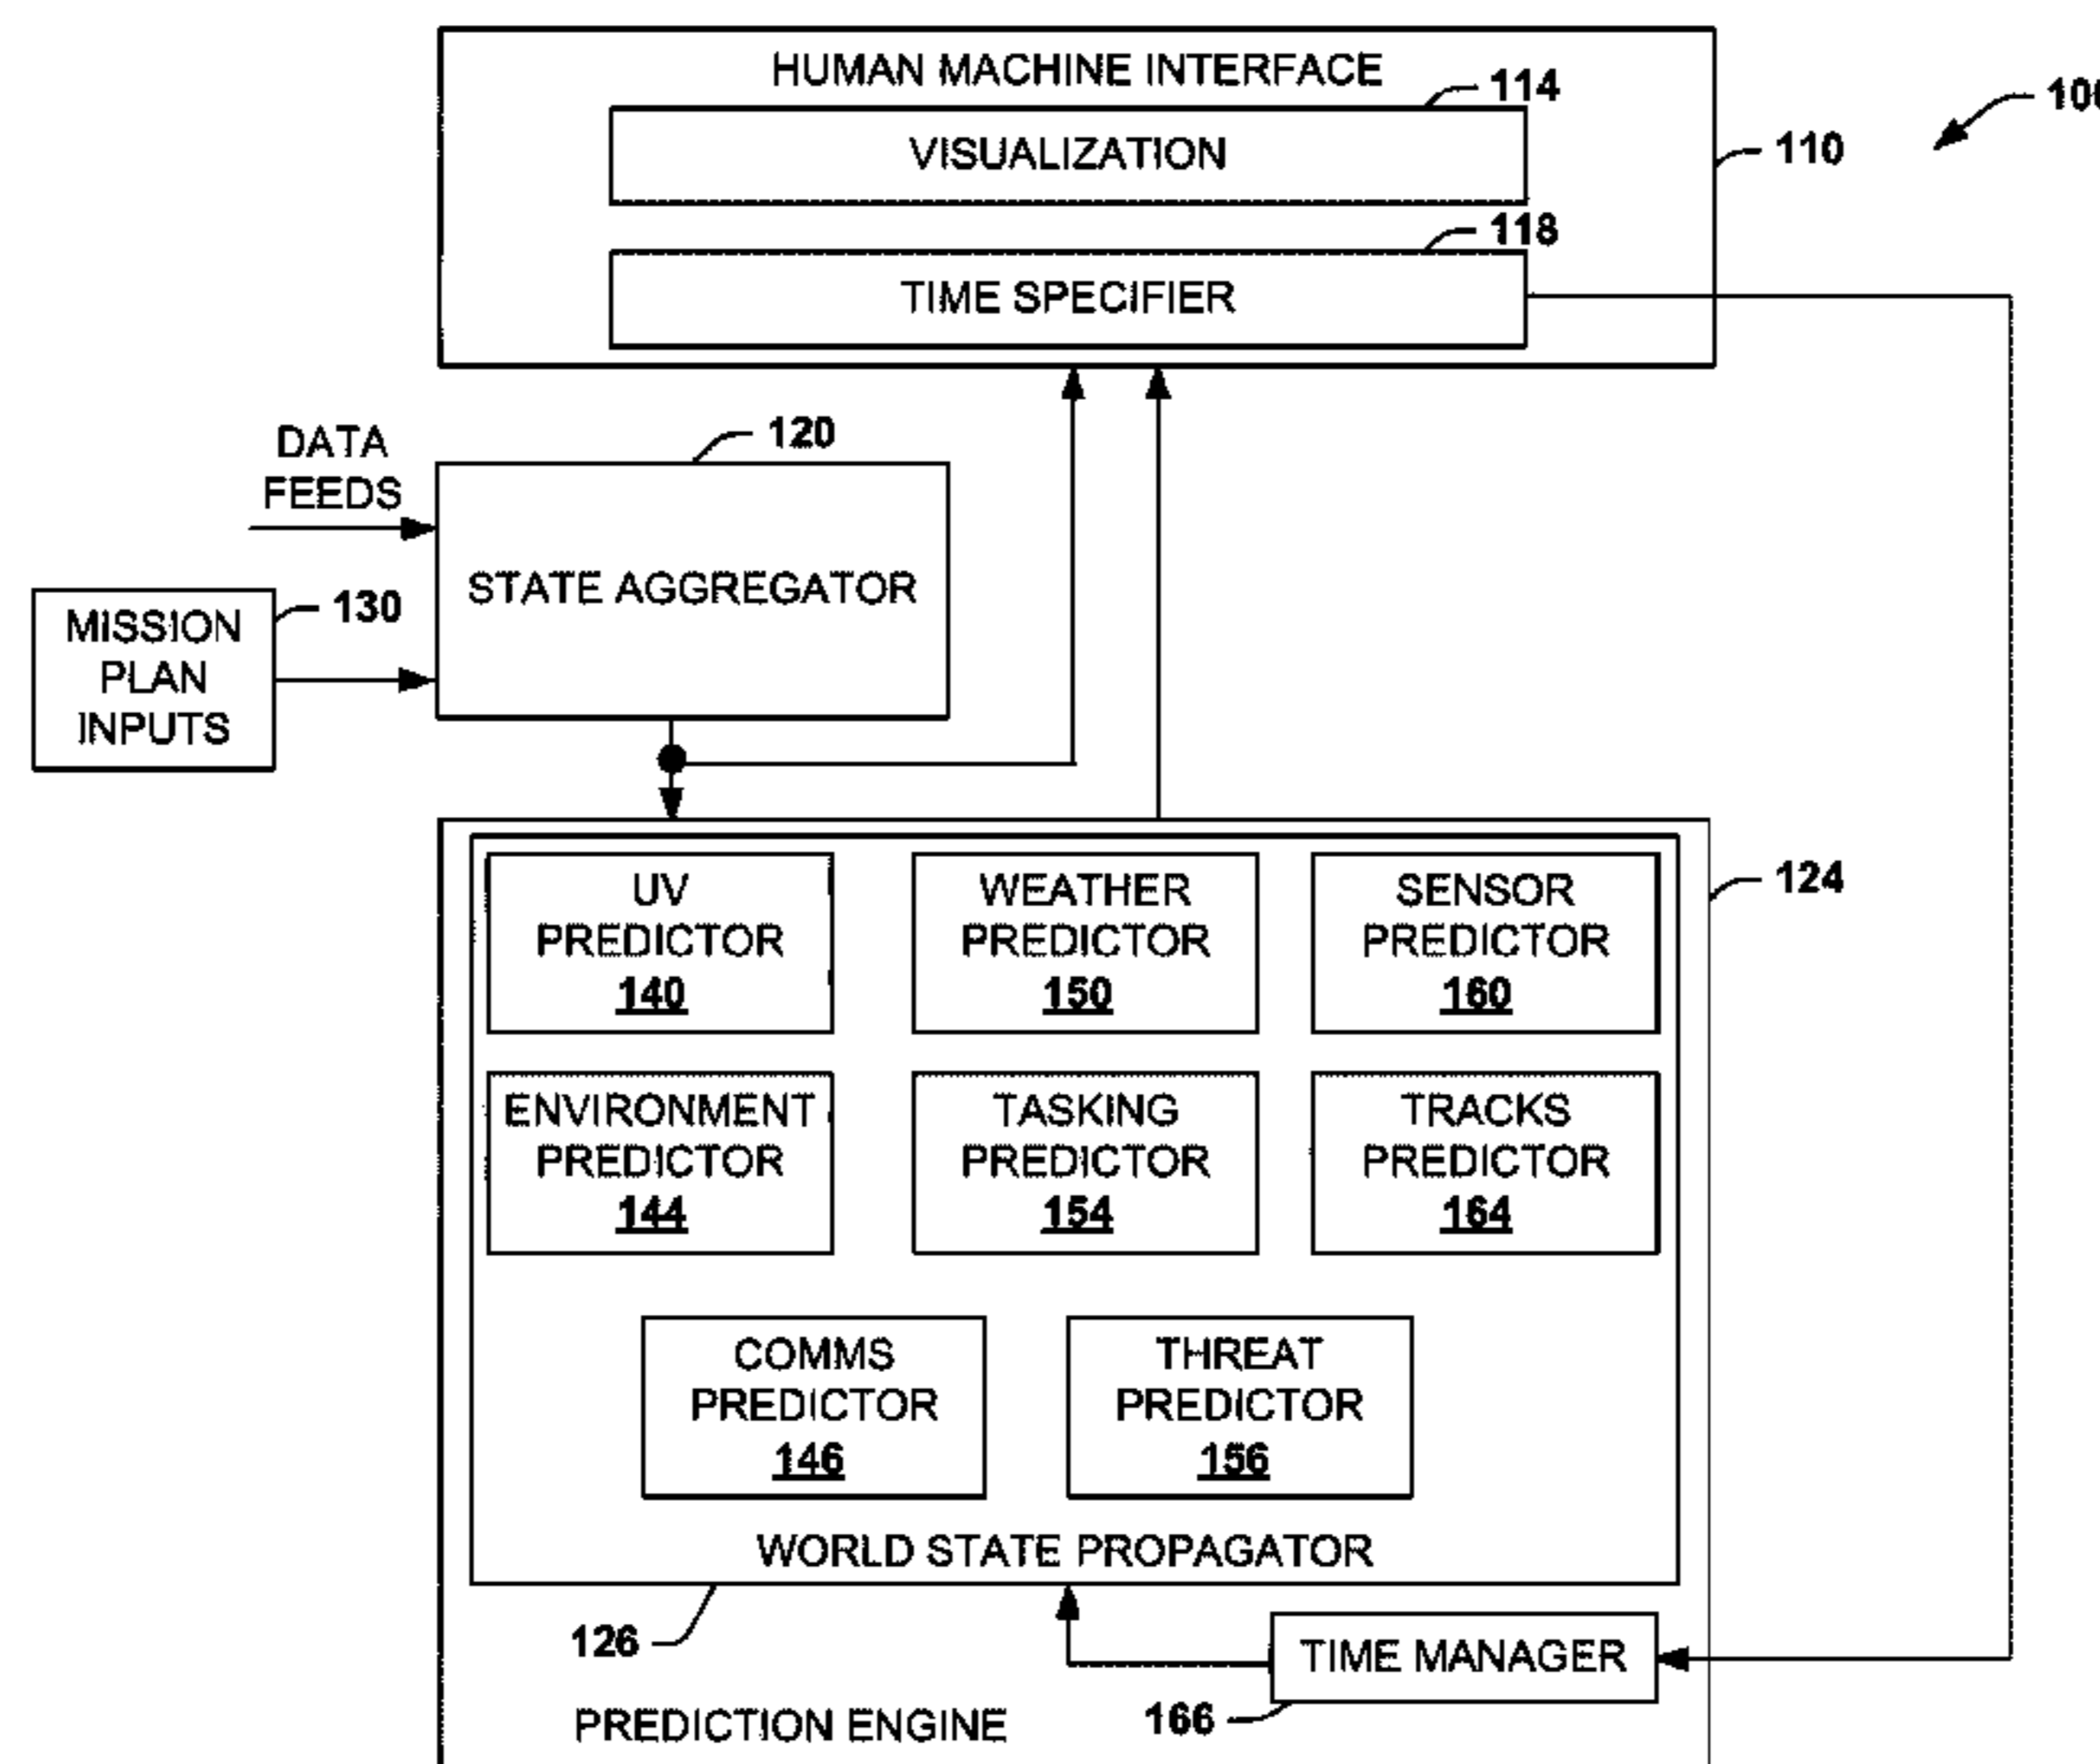 HUMAN MACHINE INTERFACE
114
VISUALIZATION
110
118
TIME SPECIFIER
DATA
FEEDS
120
STATE AGGREGATOR
130
MISSION
PLAN
INPUTS
124
UV
PREDICTOR
140
WEATHER
PREDICTOR
150
SENSOR
PREDICTOR
160
ENVIRONMENT
PREDICTOR
144
TASKING
PREDICTOR
154
TRACKS
PREDICTOR
164
COMMS
PREDICTOR
146
THREAT
PREDICTOR
156
WORLD STATE PROPAGATOR
126
TIME MANAGER
166
PREDICTION ENGINE